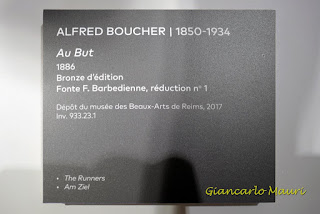 ALFRED BOUCHER | 1850-1934
Au But
1886
Bronze d'édition
Fonte F. Barbedienne, réduction n° 1
Dépôt du musée des Beaux-Arts de Reims, 2017
Inv. 933.23.1
• The Runners
• Am Ziel
Giancarlo Mauri